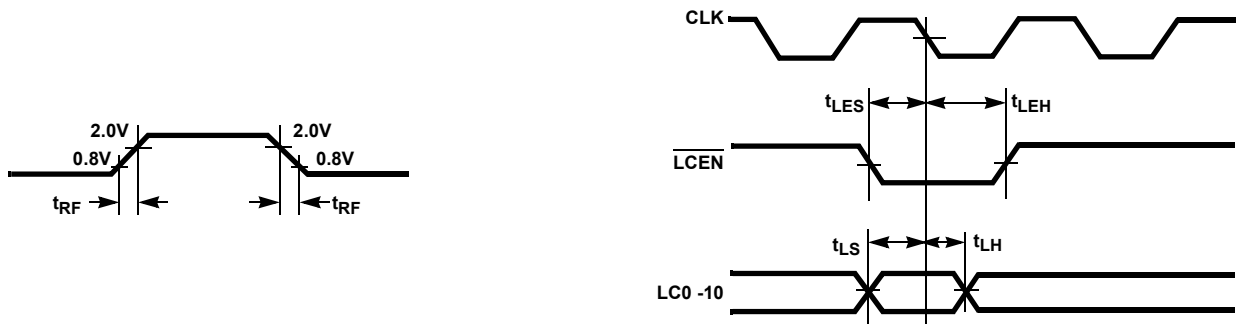 2.0V
2.0V
0.8V
0.8V
tRF
tRF
CLK
tLES
tLEH
LCEN
tLS
tLH
LC0 -10